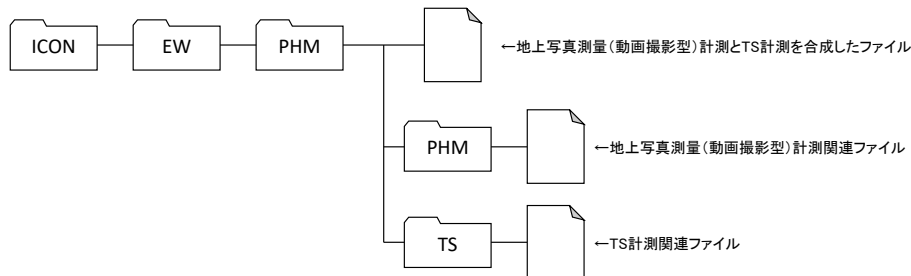 ICON
EW
PHM
←地上写真測量（動画撮影型）計測とTS計測を合成したファイル
PHM
←地上写真測量（動画撮影型）計測関連ファイル
TS
←TS計測関連ファイル